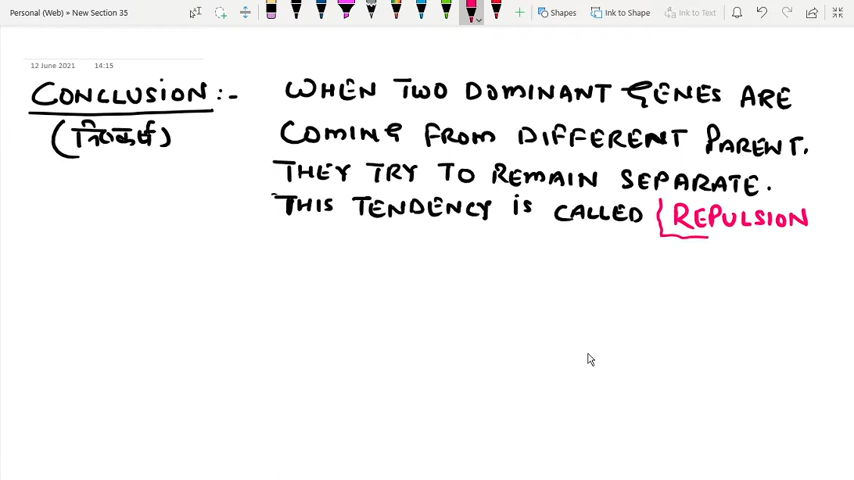 Personal (Web) » New Section 35
Shapes
Ink to Shape
Ink to Text
12 June 2021 14:15
CONCLUSION :- WHEN TWO DOMINANT GENES ARE
(निष्कर्ष) COMING FROM DIFFERENT PARENT.
THEY TRY TO REMAIN SEPARATE.
THIS TENDENCY IS CALLED REPULSION